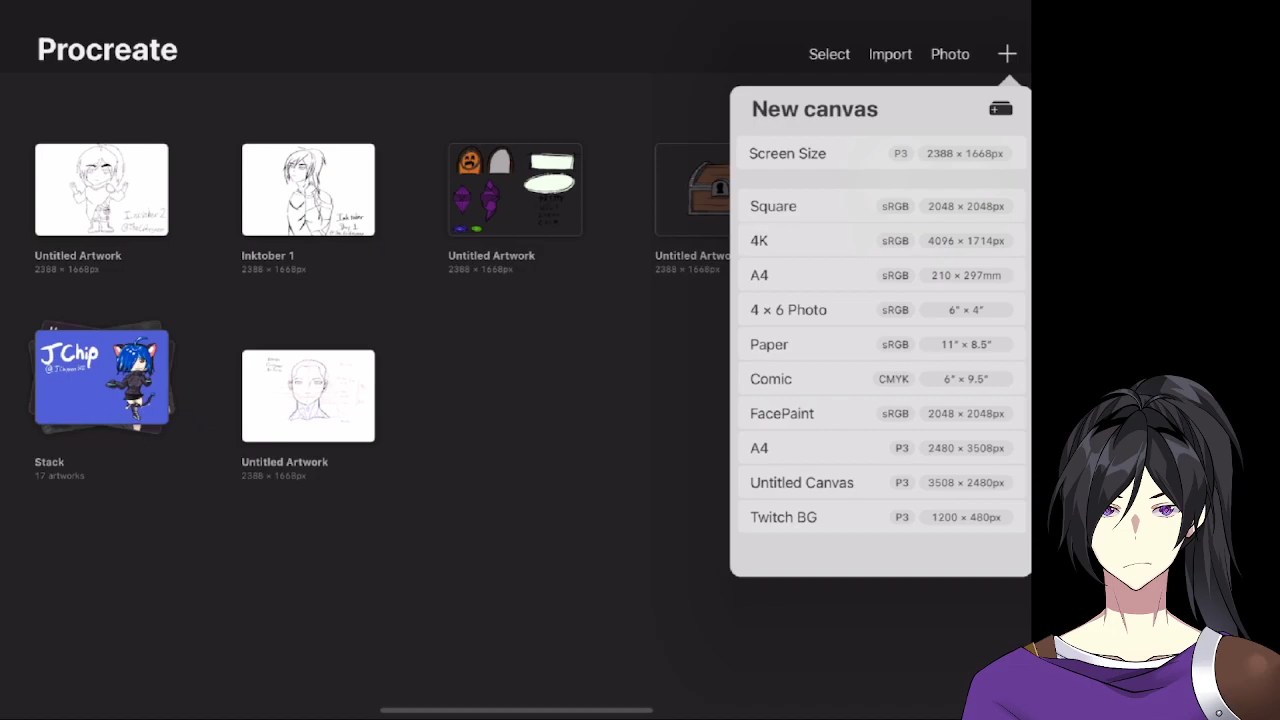 Procreate
Select Import Photo
New canvas
Screen Size P3 2388 × 1668px
Square sRGB 2048 × 2048px
4K sRGB 4096 × 1714px
A4 sRGB 210 × 297mm
4 × 6 Photo sRGB 6" × 4"
Paper sRGB 11" × 8.5"
Comic CMYK 6" × 9.5"
FacePaint sRGB 2048 × 2048px
A4 P3 2480 × 3508px
Untitled Canvas P3 3508 × 2480px
Twitch BG P3 1200 × 480px
Untitled Artwork
2388 × 1668px
Inktober 1
2388 × 1668px
Untitled Artwork
2388 × 1668px
Untitled Artwo
2388 × 1668px
JChip
Stack
17 artworks
Untitled Artwork
2388 × 1668px